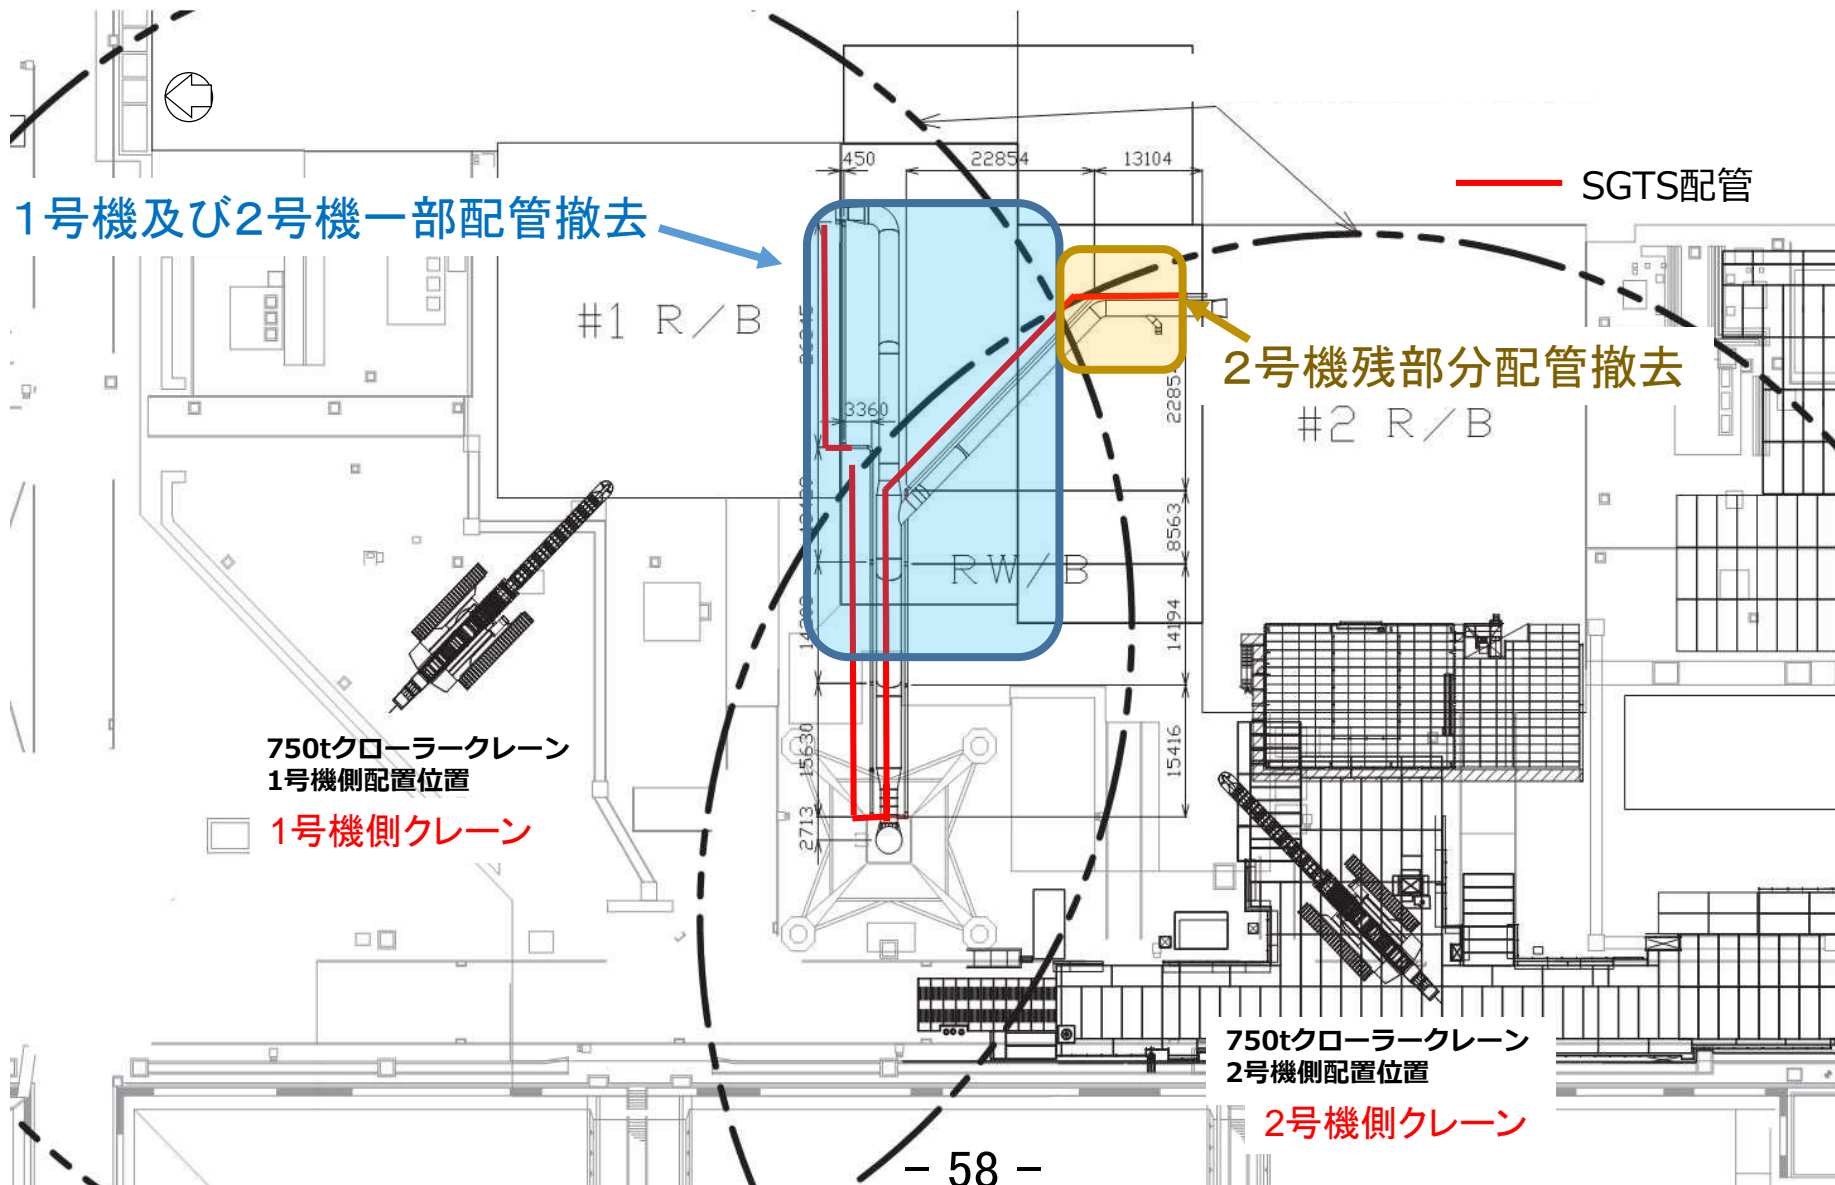 450
22854
13104
SGTS配管
1号機及び2号機一部配管撤去
#1 R/B
2号機残部分配管撤去
3360
2285
#2 R/B
8563
RW/B
14194
15630
15416
2713
750tクローラークレーン
1号機側配置位置
1号機側クレーン
750tクローラークレーン
2号機側配置位置
2号機側クレーン
- 58 -